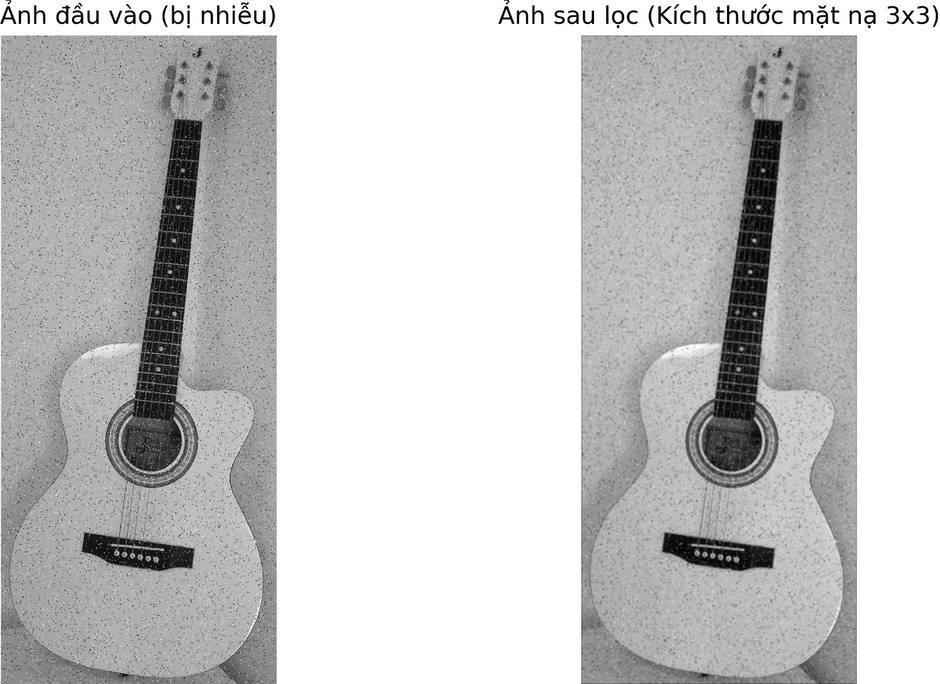 Ảnh đầu vào (bị nhiễu)
Ảnh sau lọc (Kích thước mặt nạ 3x3)